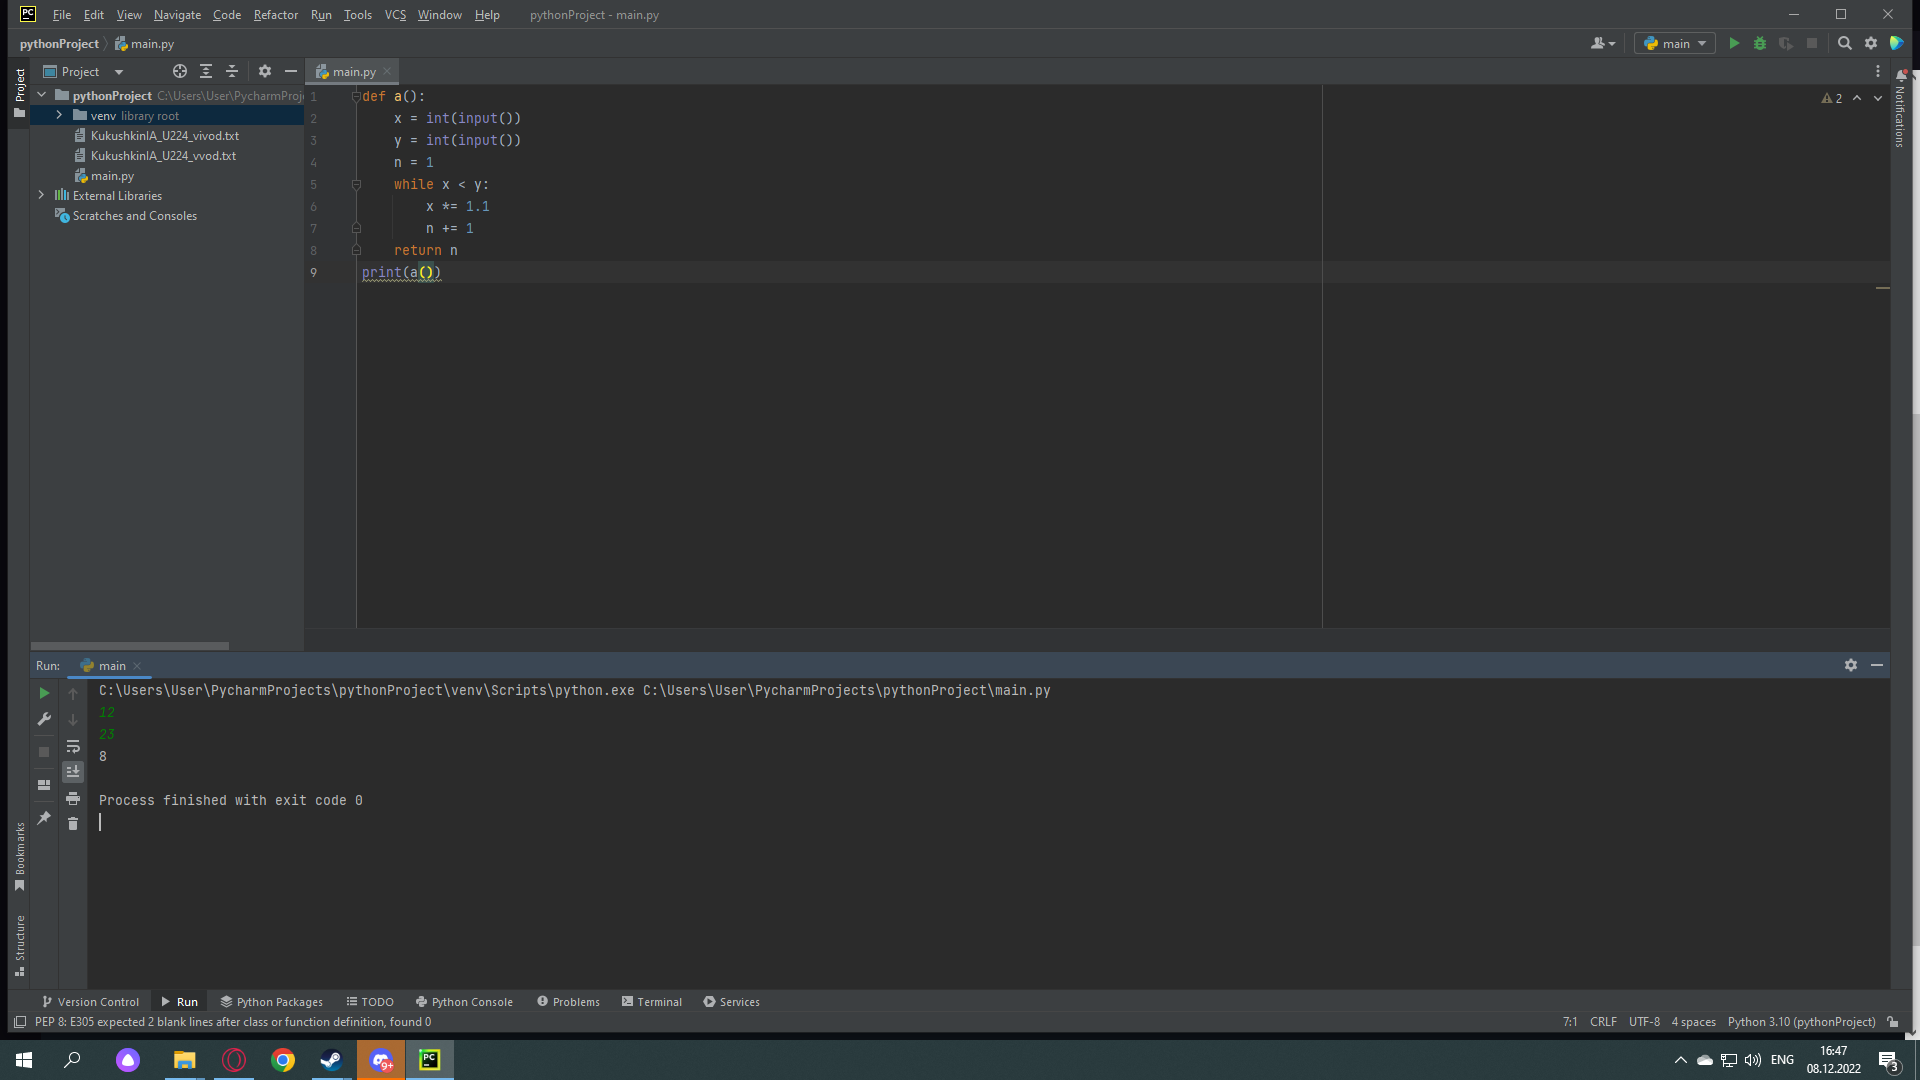 PC File Edit View Navigate Code Refactor Run Tools VCS Window Help pythonProject - main.py
pythonProject main.py main
Project Project main.py
pythonProject C:\Users\User\PycharmProj
venv library root
KukushkinIA_U224_vivod.txt
KukushkinIA_U224_vvod.txt
main.py
External Libraries
Scratches and Consoles
1 def a():
2 x = int(input())
3 y = int(input())
4 n = 1
5 while x < y:
6 x *= 1.1
7 n += 1
8 return n
9 print(a())
2
Notifications
Run: main
C:\Users\User\PycharmProjects\pythonProject\venv\Scripts\python.exe C:\Users\User\PycharmProjects\pythonProject\main.py
12
23
8
Process finished with exit code 0
Bookmarks
Structure
Version Control Run Python Packages TODO Python Console Problems Terminal Services
PEP 8: E305 expected 2 blank lines after class or function definition, found 0 7:1 CRLF UTF-8 4 spaces Python 3.10 (pythonProject)
9+ PC ENG 16:47
08.12.2022 3